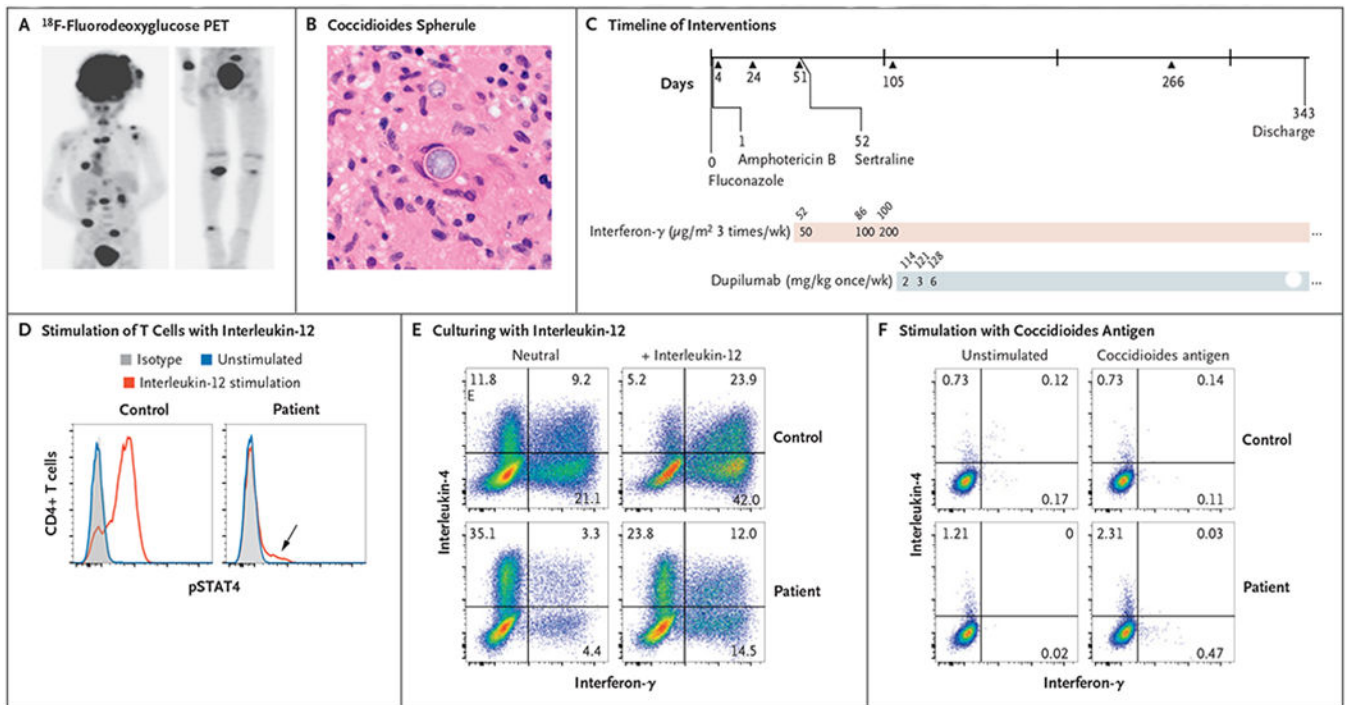 A ¹⁸F-Fluorodeoxyglucose PET
B Coccidioides Spherule
C Timeline of Interventions
Days
4
24
51
105
266
343
Discharge
1
Amphotericin B
52
Sertraline
0
Fluconazole
52
86
100
Interferon-γ (µg/m² 3 times/wk)
50
100
200
...
114
121
128
Dupilumab (mg/kg once/wk)
2
3
6
...
D Stimulation of T Cells with Interleukin-12
Isotype
Unstimulated
Interleukin-12 stimulation
Control
Patient
CD4+ T cells
pSTAT4
E Culturing with Interleukin-12
Neutral
+ Interleukin-12
11.8
E
9.2
21.1
5.2
23.9
42.0
Control
35.1
3.3
4.4
23.8
12.0
14.5
Patient
Interleukin-4
Interferon-γ
F Stimulation with Coccidioides Antigen
Unstimulated
Coccidioides antigen
0.73
0.12
0.17
0.73
0.14
0.11
Control
1.21
0
0.02
2.31
0.03
0.47
Patient
Interleukin-4
Interferon-γ